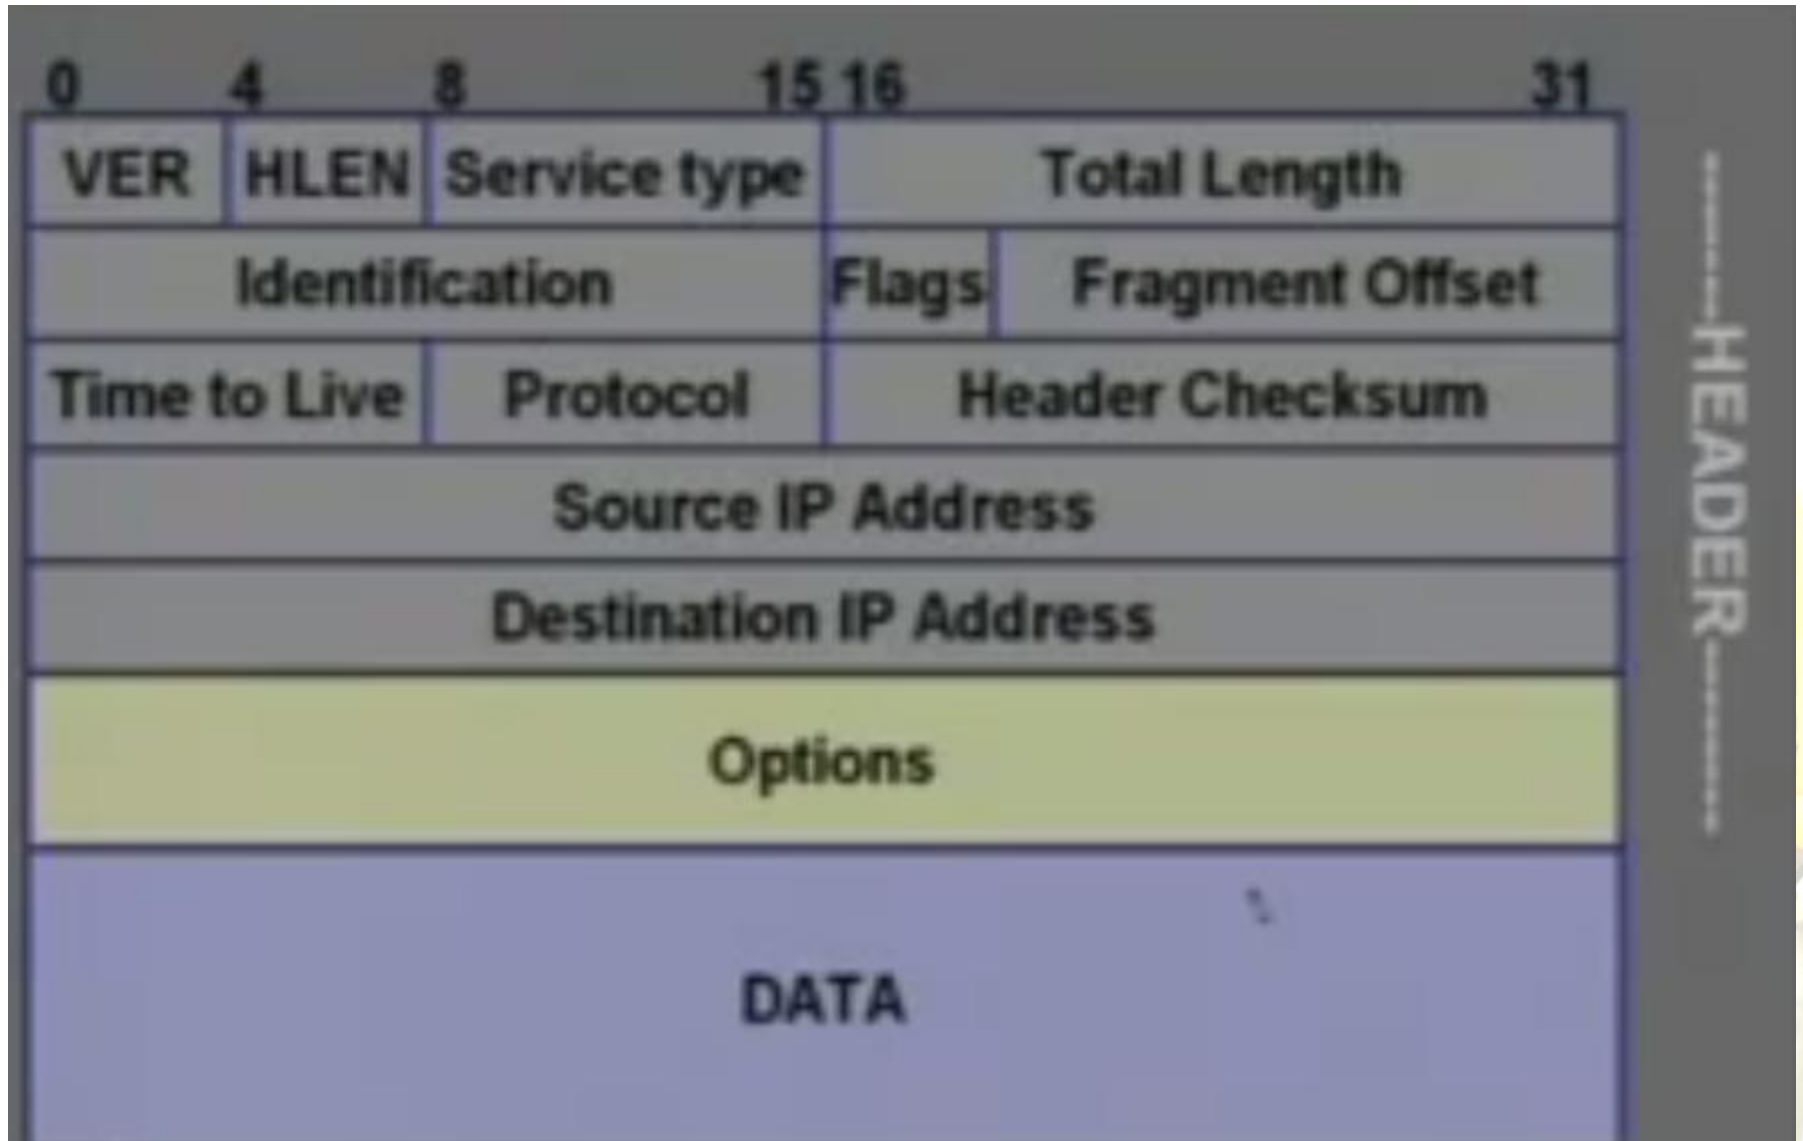 0 4 8 15 16 31
VER HLEN Service type Total Length
Identification Flags Fragment Offset
Time to Live Protocol Header Checksum
Source IP Address
Destination IP Address
Options
DATA
HEADER